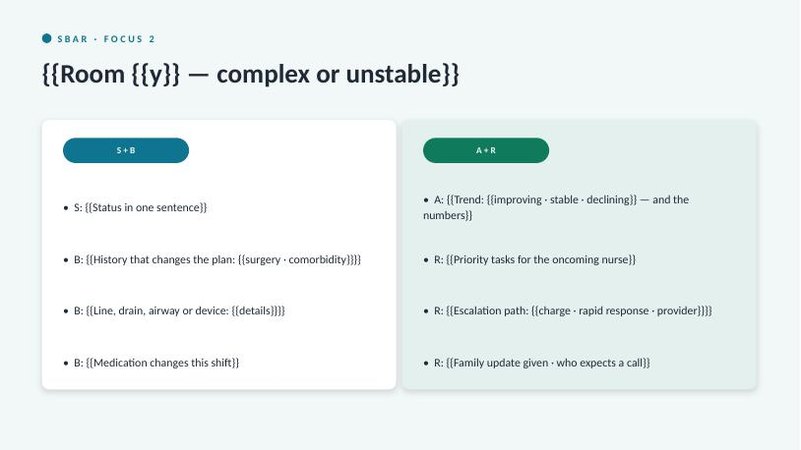 SBAR · FOCUS 2
{{Room {{y}} — complex or unstable}}
S + B
• S: {{Status in one sentence}}
• B: {{History that changes the plan: {{surgery · comorbidity}}}}
• B: {{Line, drain, airway or device: {{details}}}}
• B: {{Medication changes this shift}}
A + R
• A: {{Trend: {{improving · stable · declining}} — and the
numbers}}
• R: {{Priority tasks for the oncoming nurse}}
• R: {{Escalation path: {{charge · rapid response · provider}}}}
• R: {{Family update given · who expects a call}}